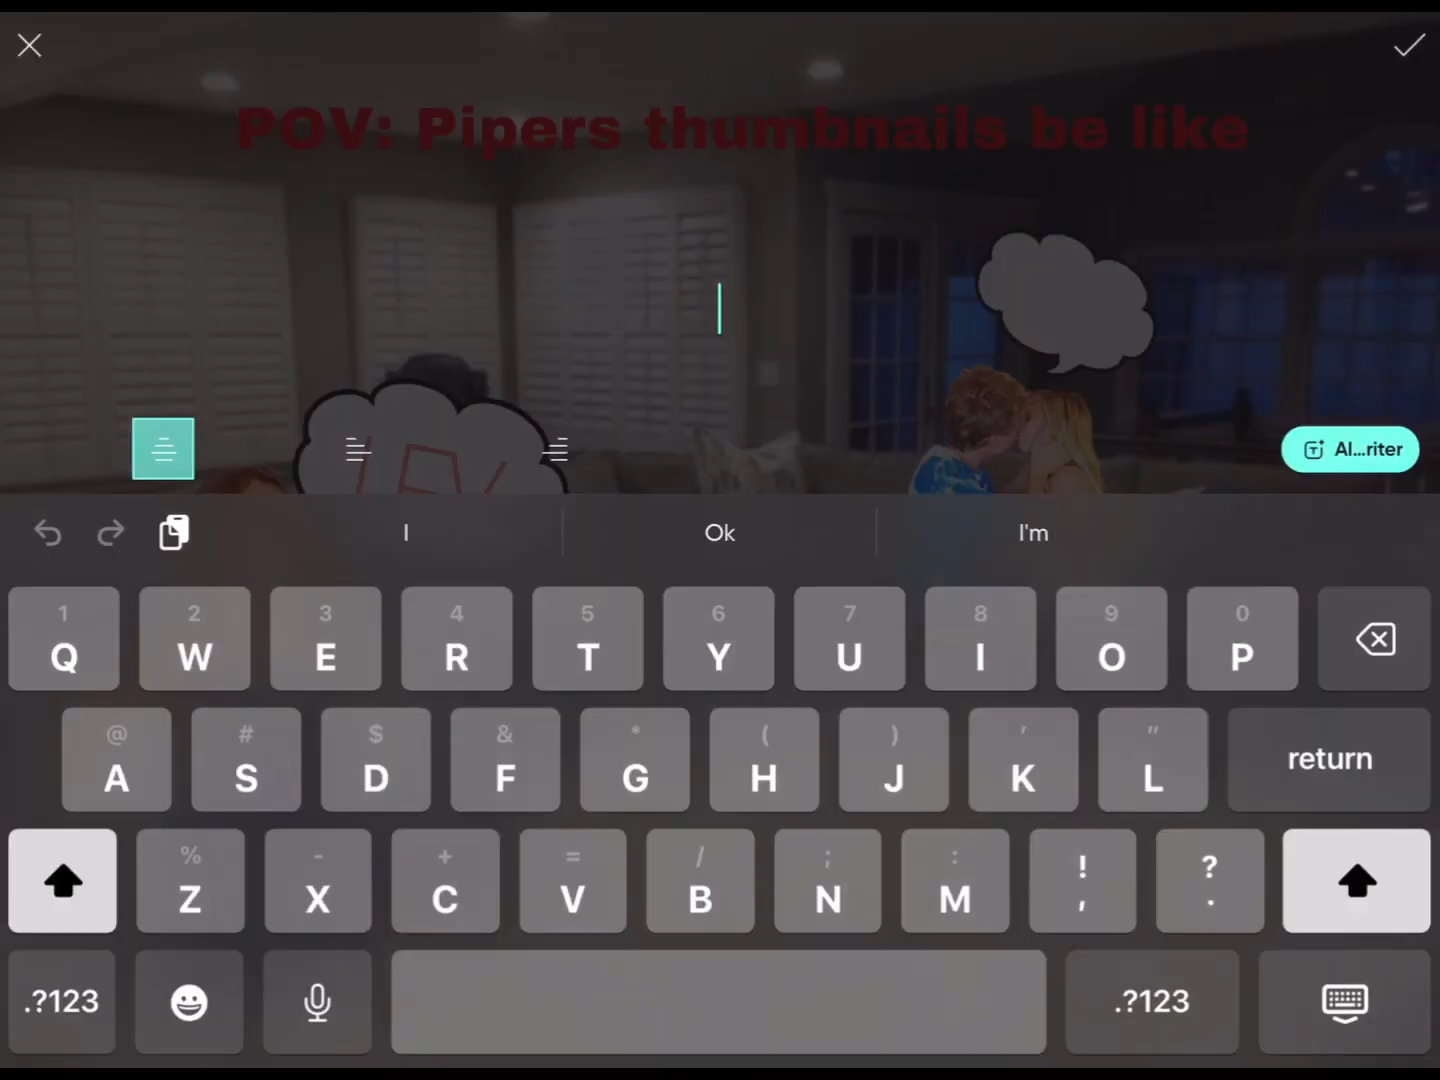 POV: Pipers thumbnails be like
LEV
AI...riter
I
Ok
I'm
1 2 3 4 5 6 7 8 9 0
Q W E R T Y U I O P
@ # $ & * ( ) ' "
A S D F G H J K L return
% - + = / ; : ! ?
Z X C V B N M , .
.?123 .?123